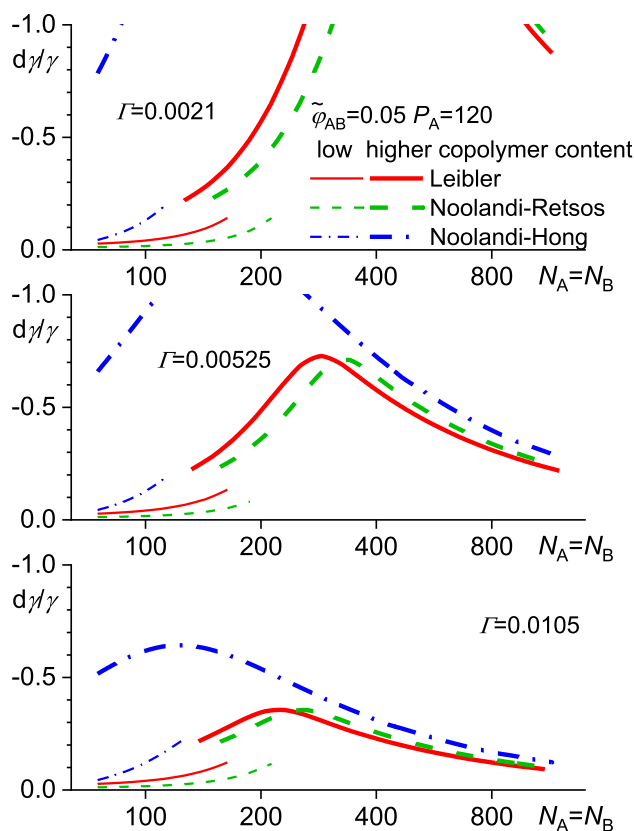 -1.0
dγ/γ
Γ=0.0021
φ̃AB=0.05 PA=120
low higher copolymer content
-0.5
Leibler
Noolandi-Retsos
Noolandi-Hong
0.0
100 200 400 800 NA=NB
-1.0
dγ/γ
Γ=0.00525
-0.5
0.0
100 200 400 800 NA=NB
-1.0
dγ/γ
Γ=0.0105
-0.5
0.0
100 200 400 800 NA=NB